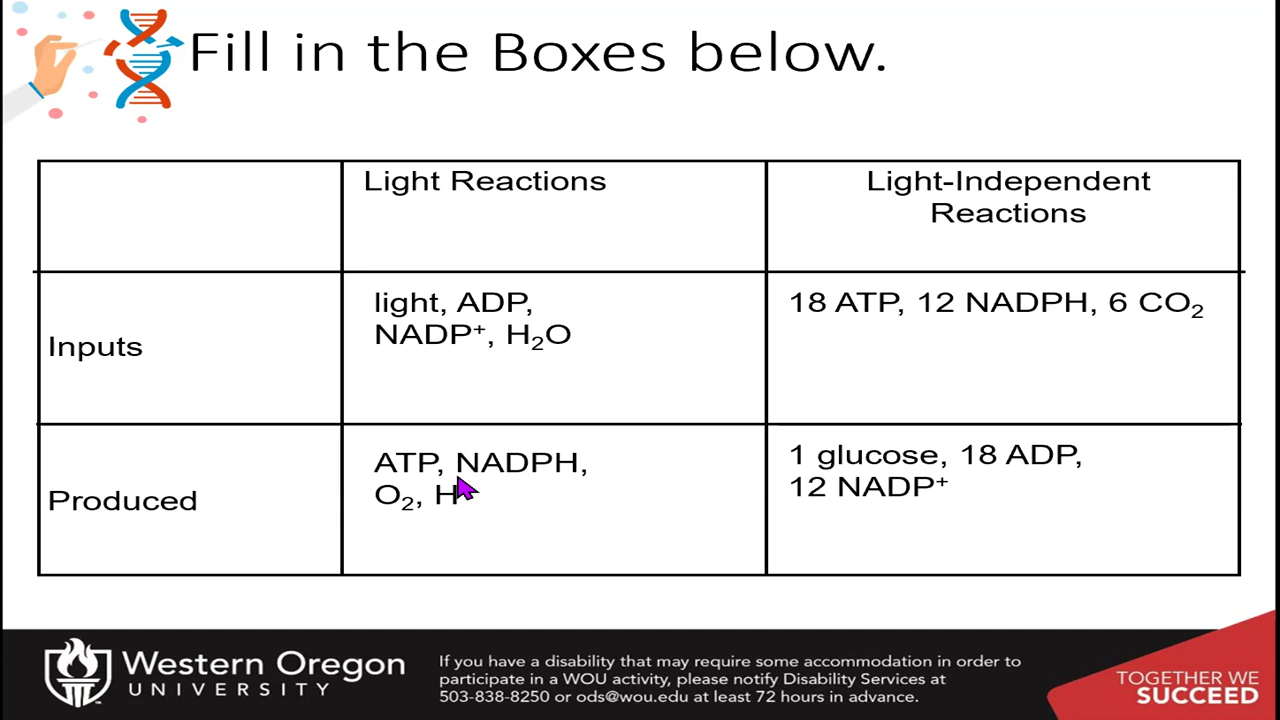 Fill in the Boxes below.
Light Reactions
Light-Independent
Reactions
Inputs
light, ADP,
NADP⁺, H₂O
18 ATP, 12 NADPH, 6 CO₂
Produced
ATP, NADPH,
O₂, H
1 glucose, 18 ADP,
12 NADP⁺
Western Oregon
UNIVERSITY
If you have a disability that may require some accommodation in order to
participate in a WOU activity, please notify Disability Services at
503-838-8250 or ods@wou.edu at least 72 hours in advance.
TOGETHER WE
SUCCEED